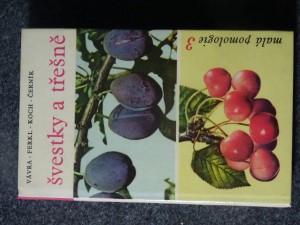 VÁVRA - FERKL - KOCH - ČERNÍK
švestky a třešně
malá pomologie 3